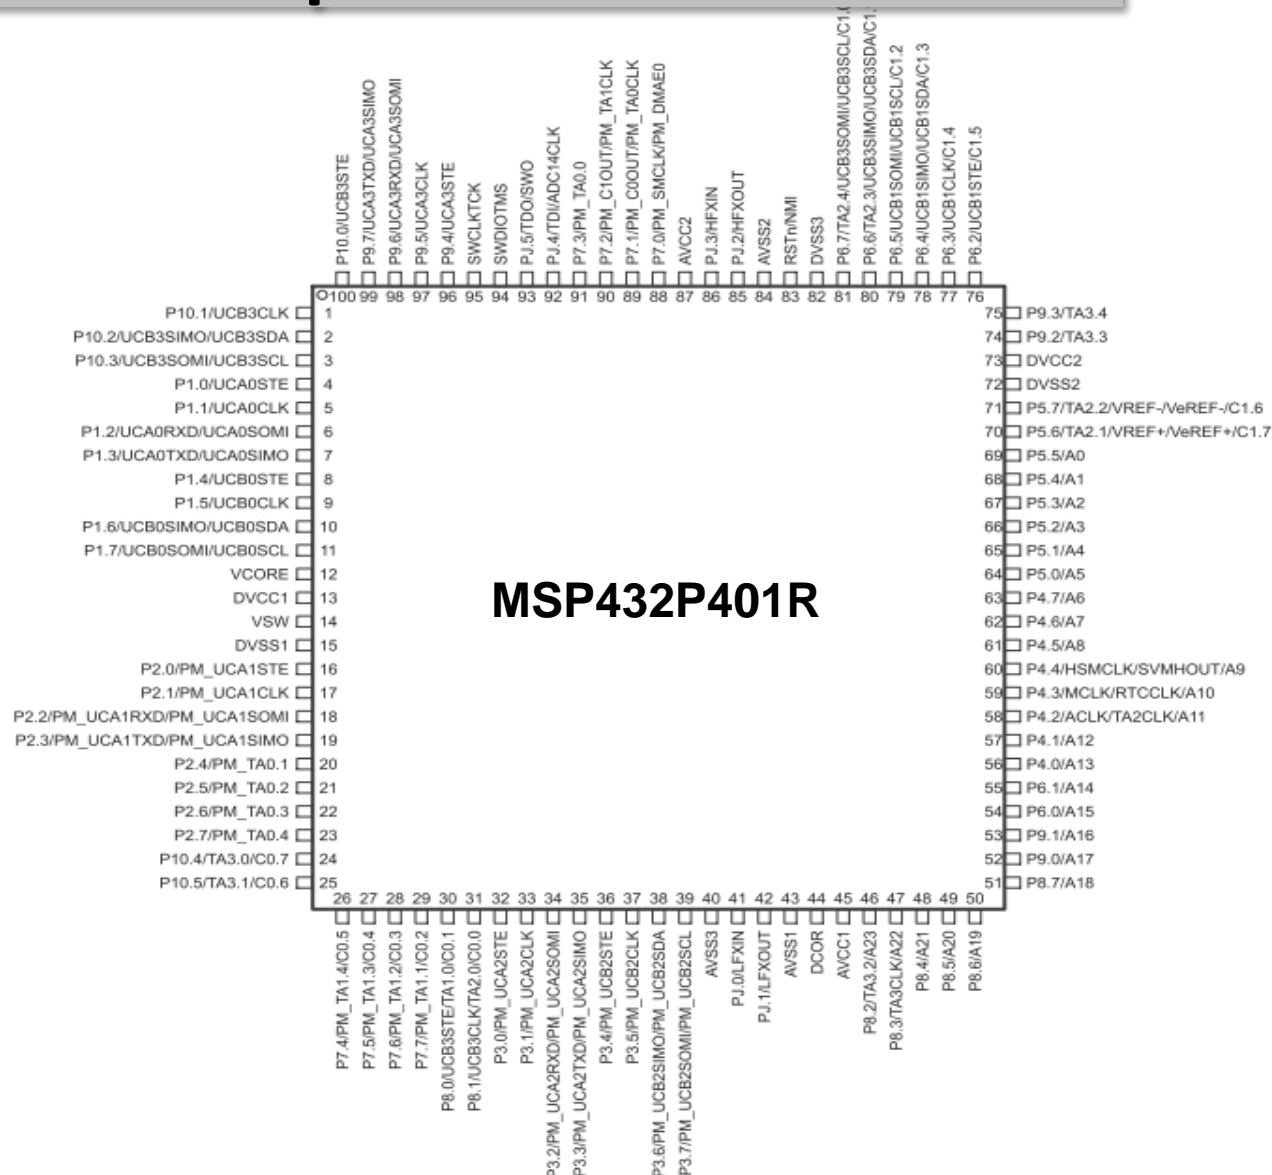 P10.0/UCB3STE
P9.7/UCA3TXD/UCA3SIMO
P9.6/UCA3RXD/UCA3SOMI
P9.5/UCA3CLK
P9.4/UCA3STE
SWCLKTCK
SWDIOTMS
PJ.5/TDO/SWO
PJ.4/TDI/ADC14CLK
P7.3/PM_TA0.0
P7.2/PM_C1OUT/PM_TA1CLK
P7.1/PM_C0OUT/PM_TA0CLK
P7.0/PM_SMCLK/PM_DMAE0
AVCC2
PJ.3/HFXIN
PJ.2/HFXOUT
AVSS2
RSTn/NMI
DVSS3
P6.7/TA2.4/UCB3SOMI/UCB3SCL/C1.0
P6.6/TA2.3/UCB3SIMO/UCB3SDA/C1.
P6.5/UCB1SOMI/UCB1SCL/C1.2
P6.4/UCB1SIMO/UCB1SDA/C1.3
P6.3/UCB1CLK/C1.4
P6.2/UCB1STE/C1.5
100 99 98 97 96 95 94 93 92 91 90 89 88 87 86 85 84 83 82 81 80 79 78 77 76
P10.1/UCB3CLK 1
P10.2/UCB3SIMO/UCB3SDA 2
P10.3/UCB3SOMI/UCB3SCL 3
P1.0/UCA0STE 4
P1.1/UCA0CLK 5
P1.2/UCA0RXD/UCA0SOMI 6
P1.3/UCA0TXD/UCA0SIMO 7
P1.4/UCB0STE 8
P1.5/UCB0CLK 9
P1.6/UCB0SIMO/UCB0SDA 10
P1.7/UCB0SOMI/UCB0SCL 11
VCORE 12
DVCC1 13
VSW 14
DVSS1 15
P2.0/PM_UCA1STE 16
P2.1/PM_UCA1CLK 17
P2.2/PM_UCA1RXD/PM_UCA1SOMI 18
P2.3/PM_UCA1TXD/PM_UCA1SIMO 19
P2.4/PM_TA0.1 20
P2.5/PM_TA0.2 21
P2.6/PM_TA0.3 22
P2.7/PM_TA0.4 23
P10.4/TA3.0/C0.7 24
P10.5/TA3.1/C0.6 25
MSP432P401R
75 P9.3/TA3.4
74 P9.2/TA3.3
73 DVCC2
72 DVSS2
71 P5.7/TA2.2/VREF-/VeREF-/C1.6
70 P5.6/TA2.1/VREF+/VeREF+/C1.7
69 P5.5/A0
68 P5.4/A1
67 P5.3/A2
66 P5.2/A3
65 P5.1/A4
64 P5.0/A5
63 P4.7/A6
62 P4.6/A7
61 P4.5/A8
60 P4.4/HSMCLK/SVMHOUT/A9
59 P4.3/MCLK/RTCCLK/A10
58 P4.2/ACLK/TA2CLK/A11
57 P4.1/A12
56 P4.0/A13
55 P6.1/A14
54 P6.0/A15
53 P9.1/A16
52 P9.0/A17
51 P8.7/A18
26 27 28 29 30 31 32 33 34 35 36 37 38 39 40 41 42 43 44 45 46 47 48 49 50
P7.4/PM_TA1.4/C0.5
P7.5/PM_TA1.3/C0.4
P7.6/PM_TA1.2/C0.3
P7.7/PM_TA1.1/C0.2
P8.0/UCB3STE/TA1.0/C0.1
P8.1/UCB3CLK/TA2.0/C0.0
P3.0/PM_UCA2STE
P3.1/PM_UCA2CLK
P3.2/PM_UCA2RXD/PM_UCA2SOMI
P3.3/PM_UCA2TXD/PM_UCA2SIMO
P3.4/PM_UCB2STE
P3.5/PM_UCB2CLK
P3.6/PM_UCB2SIMO/PM_UCB2SDA
P3.7/PM_UCB2SOMI/PM_UCB2SCL
AVSS3
PJ.0/LFXIN
PJ.1/LFXOUT
AVSS1
DCOR
AVCC1
P8.2/TA3.2/A23
P8.3/TA3CLK/A22
P8.4/A21
P8.5/A20
P8.6/A19